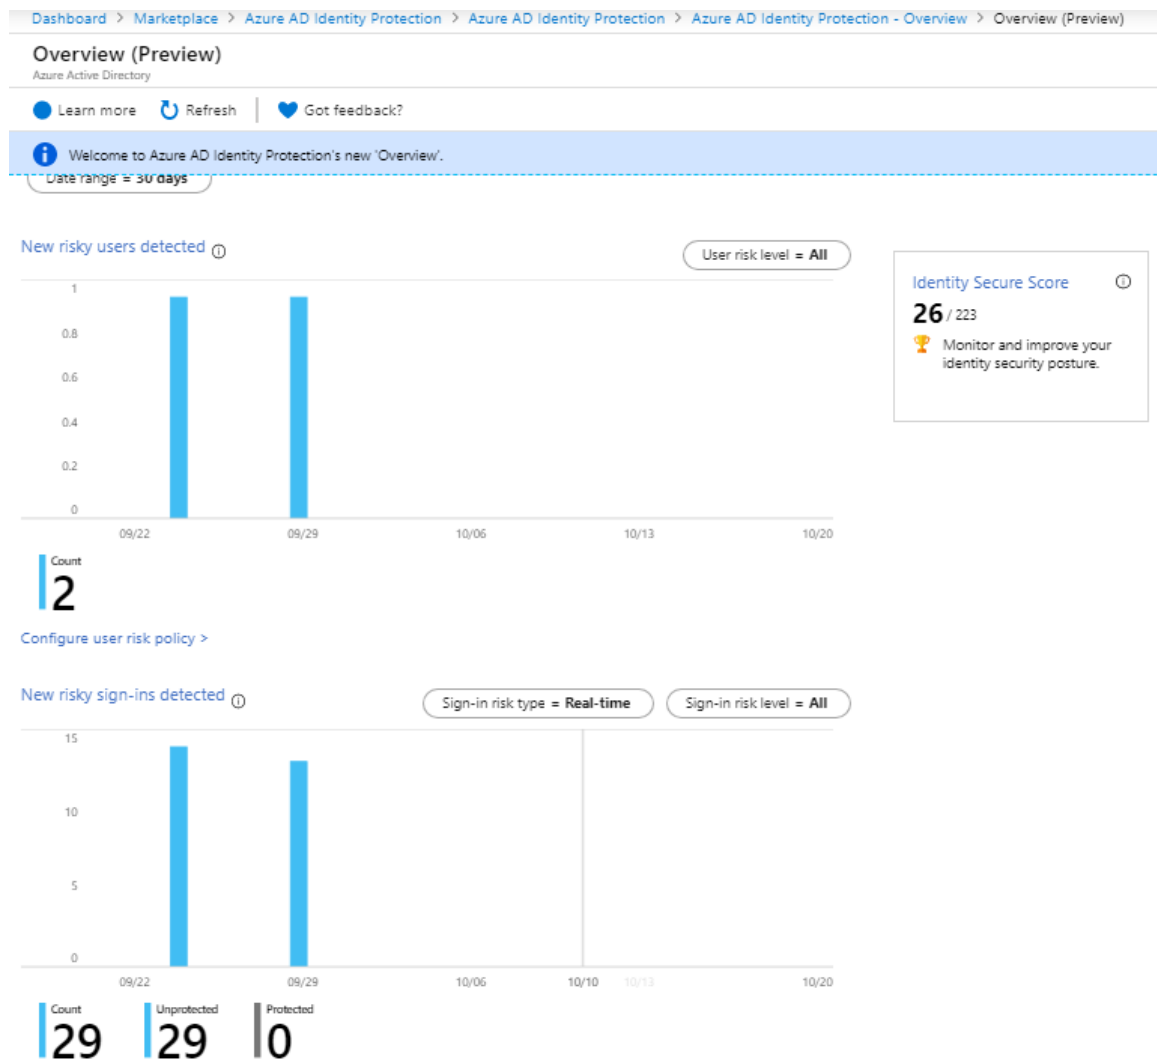 Dashboard > Marketplace > Azure AD Identity Protection > Azure AD Identity Protection > Azure AD Identity Protection - Overview > Overview (Preview)
Overview (Preview)
Azure Active Directory
Learn more Refresh Got feedback?
Welcome to Azure AD Identity Protection's new 'Overview'.
Date range = 30 days
New risky users detected
User risk level = All
1
0.8
0.6
0.4
0.2
0
09/22 09/29 10/06 10/13 10/20
Count
2
Configure user risk policy >
Identity Secure Score
26 / 223
Monitor and improve your
identity security posture.
New risky sign-ins detected
Sign-in risk type = Real-time Sign-in risk level = All
15
10
5
0
09/22 09/29 10/06 10/10 10/13 10/20
Count Unprotected Protected
29 29 0